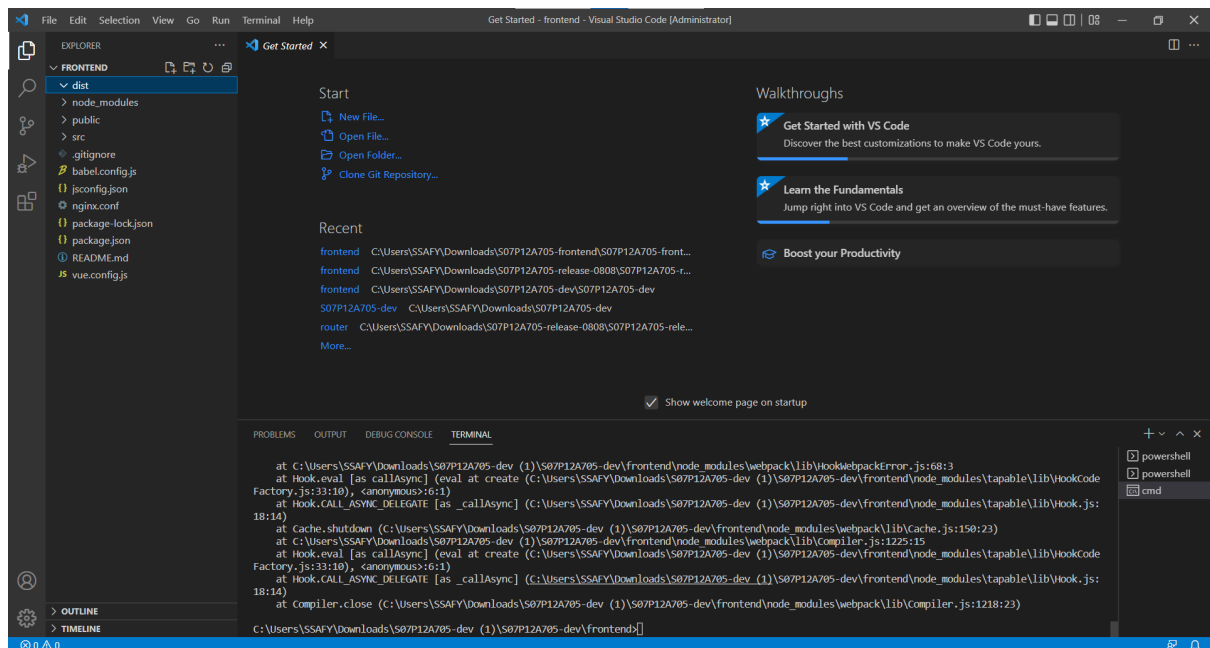 File Edit Selection View Go Run Terminal Help
Get Started - frontend - Visual Studio Code [Administrator]
EXPLORER
FRONTEND
dist
node_modules
public
src
.gitignore
babel.config.js
jsconfig.json
nginx.conf
package-lock.json
package.json
README.md
vue.config.js
OUTLINE
TIMELINE
Get Started
Start
New File...
Open File...
Open Folder...
Clone Git Repository...
Recent
frontend C:\Users\SSAFY\Downloads\S07P12A705-frontend\S07P12A705-front...
frontend C:\Users\SSAFY\Downloads\S07P12A705-release-0808\S07P12A705-r...
frontend C:\Users\SSAFY\Downloads\S07P12A705-dev\S07P12A705-dev
S07P12A705-dev C:\Users\SSAFY\Downloads\S07P12A705-dev
router C:\Users\SSAFY\Downloads\S07P12A705-release-0808\S07P12A705-rele...
More...
Walkthroughs
Get Started with VS Code
Discover the best customizations to make VS Code yours.
Learn the Fundamentals
Jump right into VS Code and get an overview of the must-have features.
Boost your Productivity
Show welcome page on startup
PROBLEMS OUTPUT DEBUG CONSOLE TERMINAL
at C:\Users\SSAFY\Downloads\S07P12A705-dev (1)\S07P12A705-dev\frontend\node_modules\webpack\lib\HookWebpackError.js:68:3
at Hook.eval [as callAsync] (eval at create (C:\Users\SSAFY\Downloads\S07P12A705-dev (1)\S07P12A705-dev\frontend\node_modules\tapable\lib\HookCode
Factory.js:33:10), <anonymous>:6:1)
at Hook.CALL_ASYNC_DELEGATE [as _callAsync] (C:\Users\SSAFY\Downloads\S07P12A705-dev (1)\S07P12A705-dev\frontend\node_modules\tapable\lib\Hook.js:
18:14)
at Cache.shutdown (C:\Users\SSAFY\Downloads\S07P12A705-dev (1)\S07P12A705-dev\frontend\node_modules\webpack\lib\Cache.js:150:23)
at C:\Users\SSAFY\Downloads\S07P12A705-dev (1)\S07P12A705-dev\frontend\node_modules\webpack\lib\Compiler.js:1225:15
at Hook.eval [as callAsync] (eval at create (C:\Users\SSAFY\Downloads\S07P12A705-dev (1)\S07P12A705-dev\frontend\node_modules\tapable\lib\HookCode
Factory.js:33:10), <anonymous>:6:1)
at Hook.CALL_ASYNC_DELEGATE [as _callAsync] (C:\Users\SSAFY\Downloads\S07P12A705-dev (1)\S07P12A705-dev\frontend\node_modules\tapable\lib\Hook.js:
18:14)
at Compiler.close (C:\Users\SSAFY\Downloads\S07P12A705-dev (1)\S07P12A705-dev\frontend\node_modules\webpack\lib\Compiler.js:1218:23)
C:\Users\SSAFY\Downloads\S07P12A705-dev (1)\S07P12A705-dev\frontend>
powershell
powershell
cmd
0 0